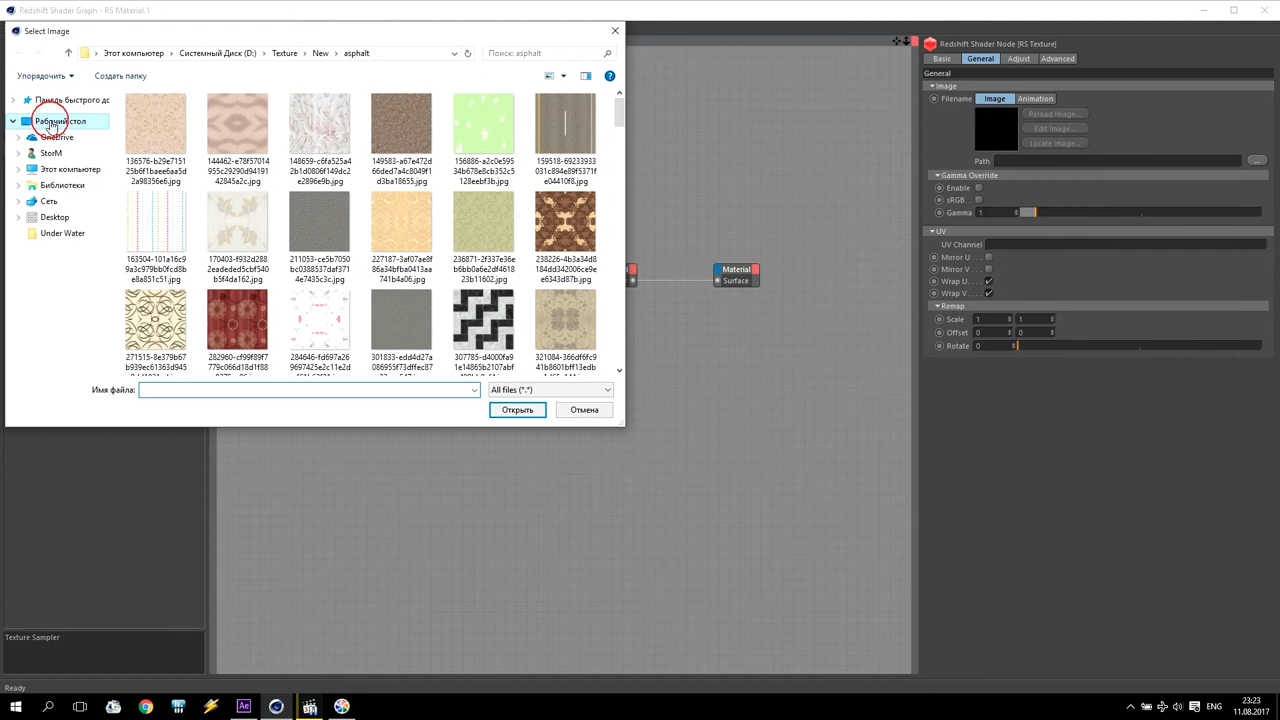 Redshift Shader Graph - RS Material.1
Select Image
Этот компьютер > Системный Диск (D:) > Texture > New > asphalt
Поиск: asphalt
Упорядочить
Создать папку
Панель быстрого до
Рабочий стол
OneDrive
StorM
Этот компьютер
Библиотеки
Сеть
Desktop
Under Water
136576-b29e7151
25b6f1baee6aa5d
2a98356e6.jpg
144462-e78f57014
955c29290d94191
42845a2c.jpg
148659-c6fa525a4
2b1d0806f149dc2
e2896e9b.jpg
149583-a67e472d
66ded7a4c8049f1
d3ba18655.jpg
156886-a2c0e595
34b678e8cb352c5
128eebf3b.jpg
159518-69233933
031c894e89f5371f
e04410f8.jpg
163504-101a16c9
9a3c979bb0fcd8b
e8a851c51.jpg
170403-f932d288
2eadeded5cbf540
b5f4da162.jpg
211053-ce5b7050
bc0388537daf371
4e7435c3c.jpg
227187-3af07ae8f
86a34bfba0413aa
741b4a06.jpg
236871-2f337e36e
b6bb0a6e2df4618
23b11602.jpg
238226-4b3a34d8
184dd342006ce9e
e6343d87b.jpg
271515-8e379b67
b939ec61363d945
282960-cf99f89f7
779c066d18d1f88
284646-fd697a26
9697425e2c11e2d
301833-edd4d27a
086955f73dffec87
307785-d4000fa9
1e14865b2107abf
321084-366df6fc9
41b8601bff13edb
Имя файла:
All files (*.*)
Открыть
Отмена
Material
Surface
Redshift Shader Node [RS Texture]
Basic
General
Adjust
Advanced
General
Image
Filename
Image
Animation
Reload Image...
Edit Image...
Locate Image...
Path
...
Gamma Override
Enable
sRGB
Gamma
1
UV
UV Channel
Mirror U
Mirror V
Wrap U
Wrap V
Remap
Scale
1
1
Offset
0
0
Rotate
0
Texture Sampler
Ready
Ae
ENG
23:23
11.08.2017